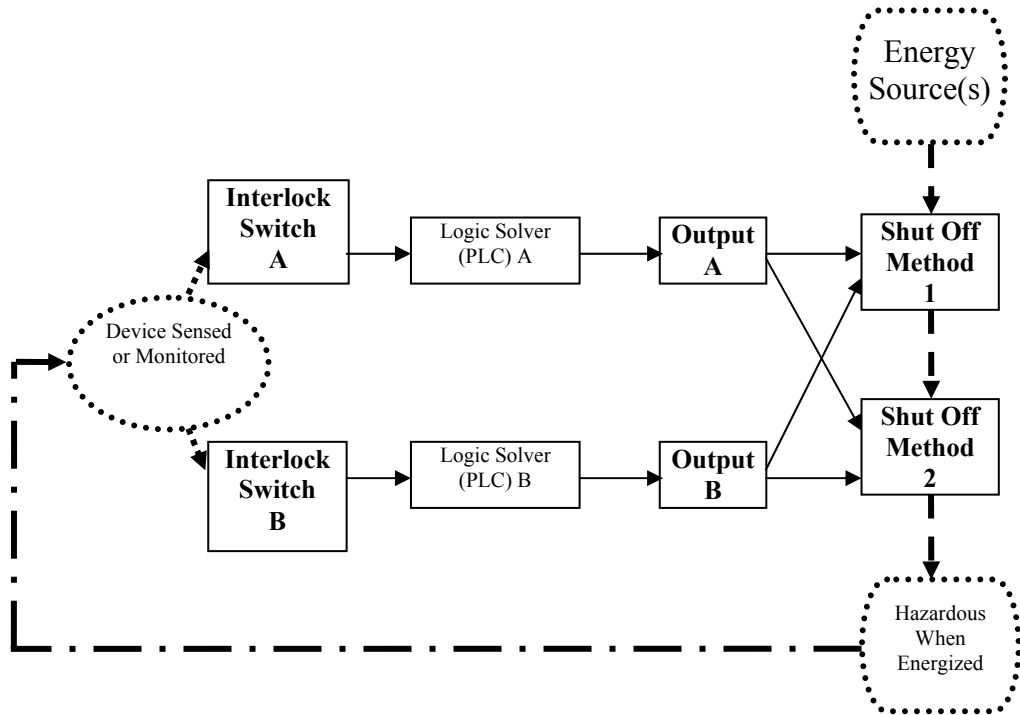 Energy
Source(s)
Interlock
Switch
A
Logic Solver
(PLC) A
Output
A
Shut Off
Method
1
Device Sensed
or Monitored
Interlock
Switch
B
Logic Solver
(PLC) B
Output
B
Shut Off
Method
2
Hazardous
When
Energized